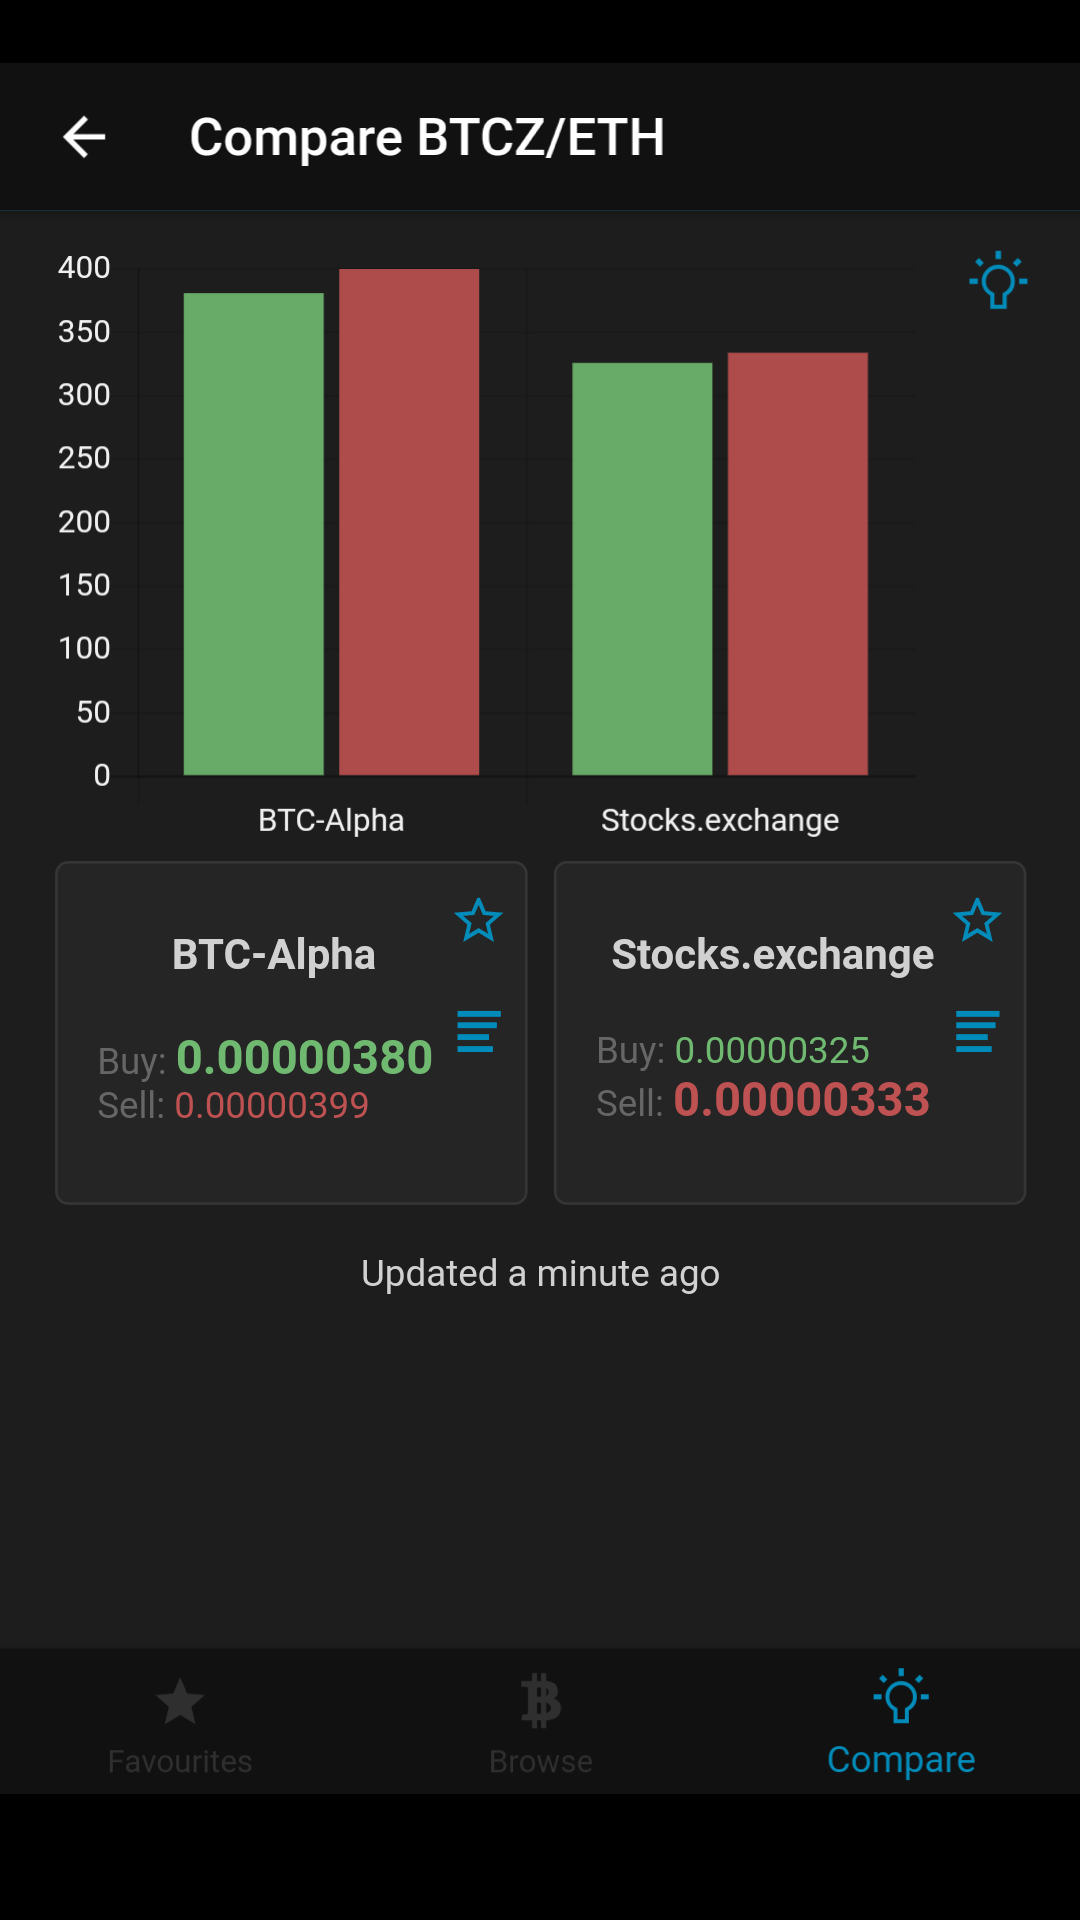 Compare BTCZ/ETH
400
350
300
250
200
150
100
50
0
BTC-Alpha Stocks.exchange
BTC-Alpha
Buy: 0.00000380
Sell: 0.00000399
Stocks.exchange
Buy: 0.00000325
Sell: 0.00000333
Updated a minute ago
Favourites Browse Compare